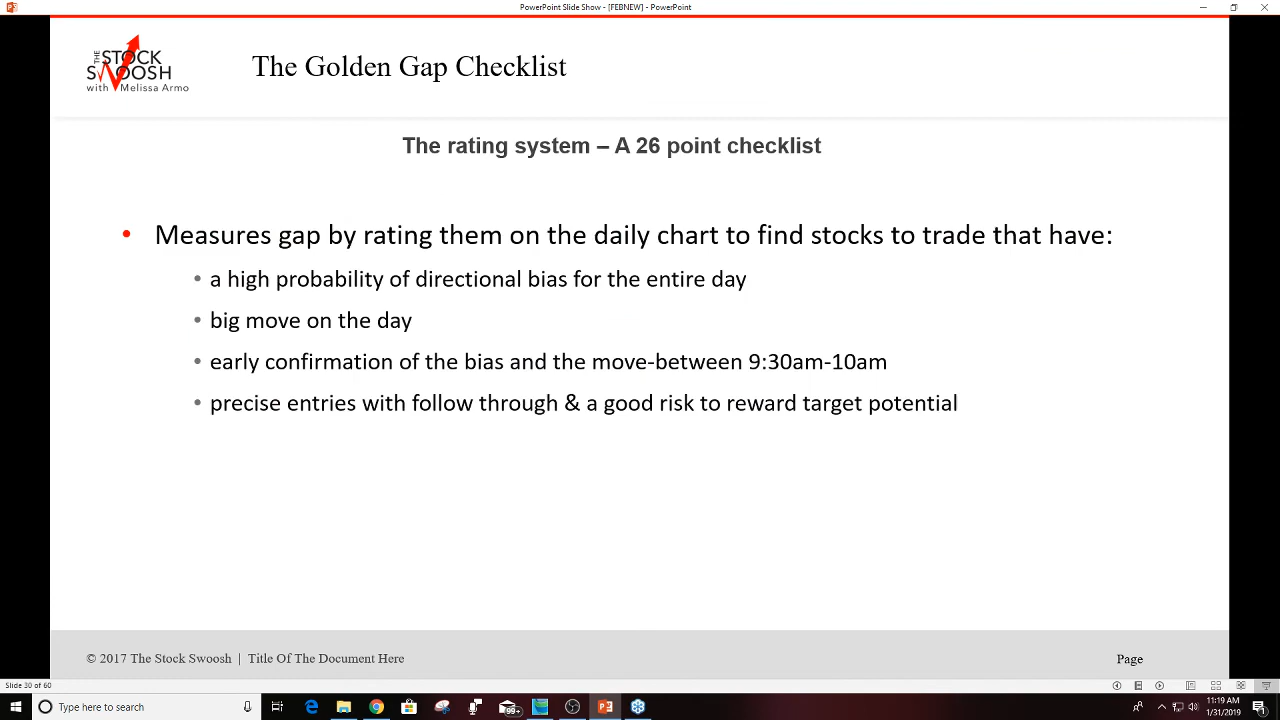 PowerPoint Slide Show - [FEBNEW] - PowerPoint
THE STOCK
SWOOSH
with Melissa Armo
The Golden Gap Checklist
The rating system – A 26 point checklist
• Measures gap by rating them on the daily chart to find stocks to trade that have:
• a high probability of directional bias for the entire day
• big move on the day
• early confirmation of the bias and the move-between 9:30am-10am
• precise entries with follow through & a good risk to reward target potential
© 2017 The Stock Swoosh | Title Of The Document Here
Page
Slide 30 of 60
Type here to search
99+
11:19 AM
1/31/2019
1